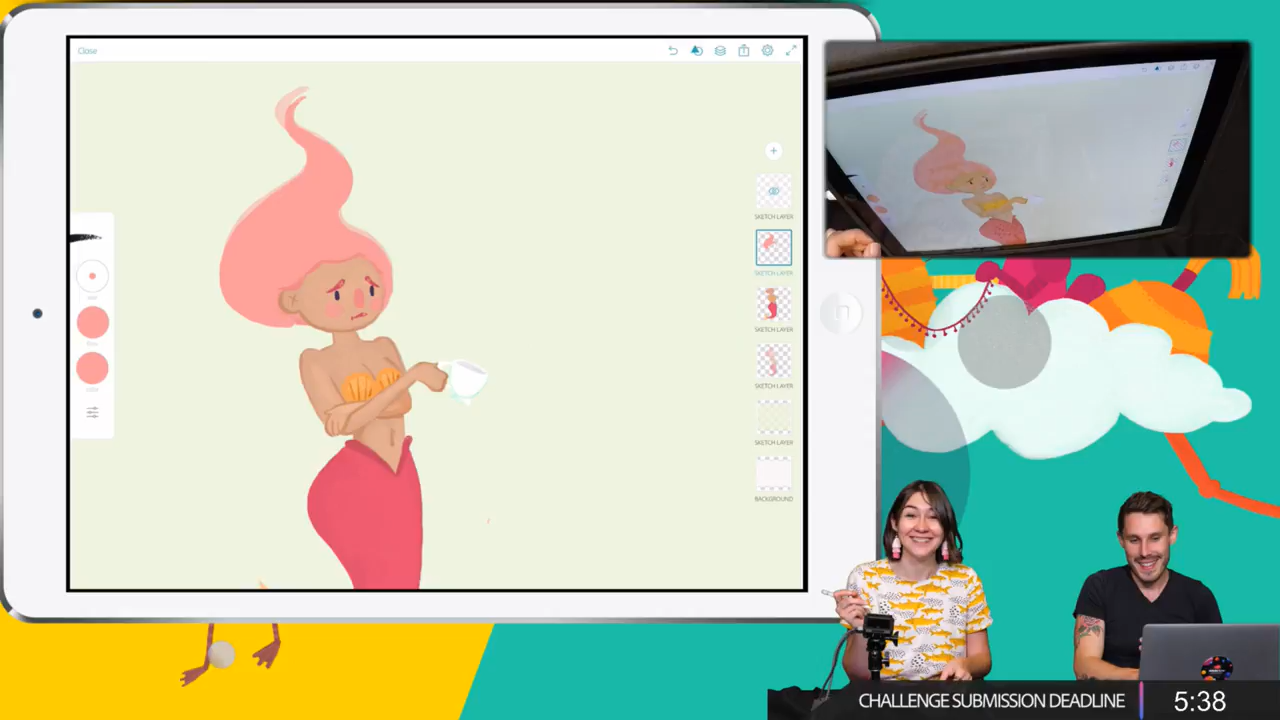 Close
SKETCH LAYER
SKETCH LAYER
SKETCH LAYER
SKETCH LAYER
SKETCH LAYER
BACKGROUND
CHALLENGE SUBMISSION DEADLINE
5:38